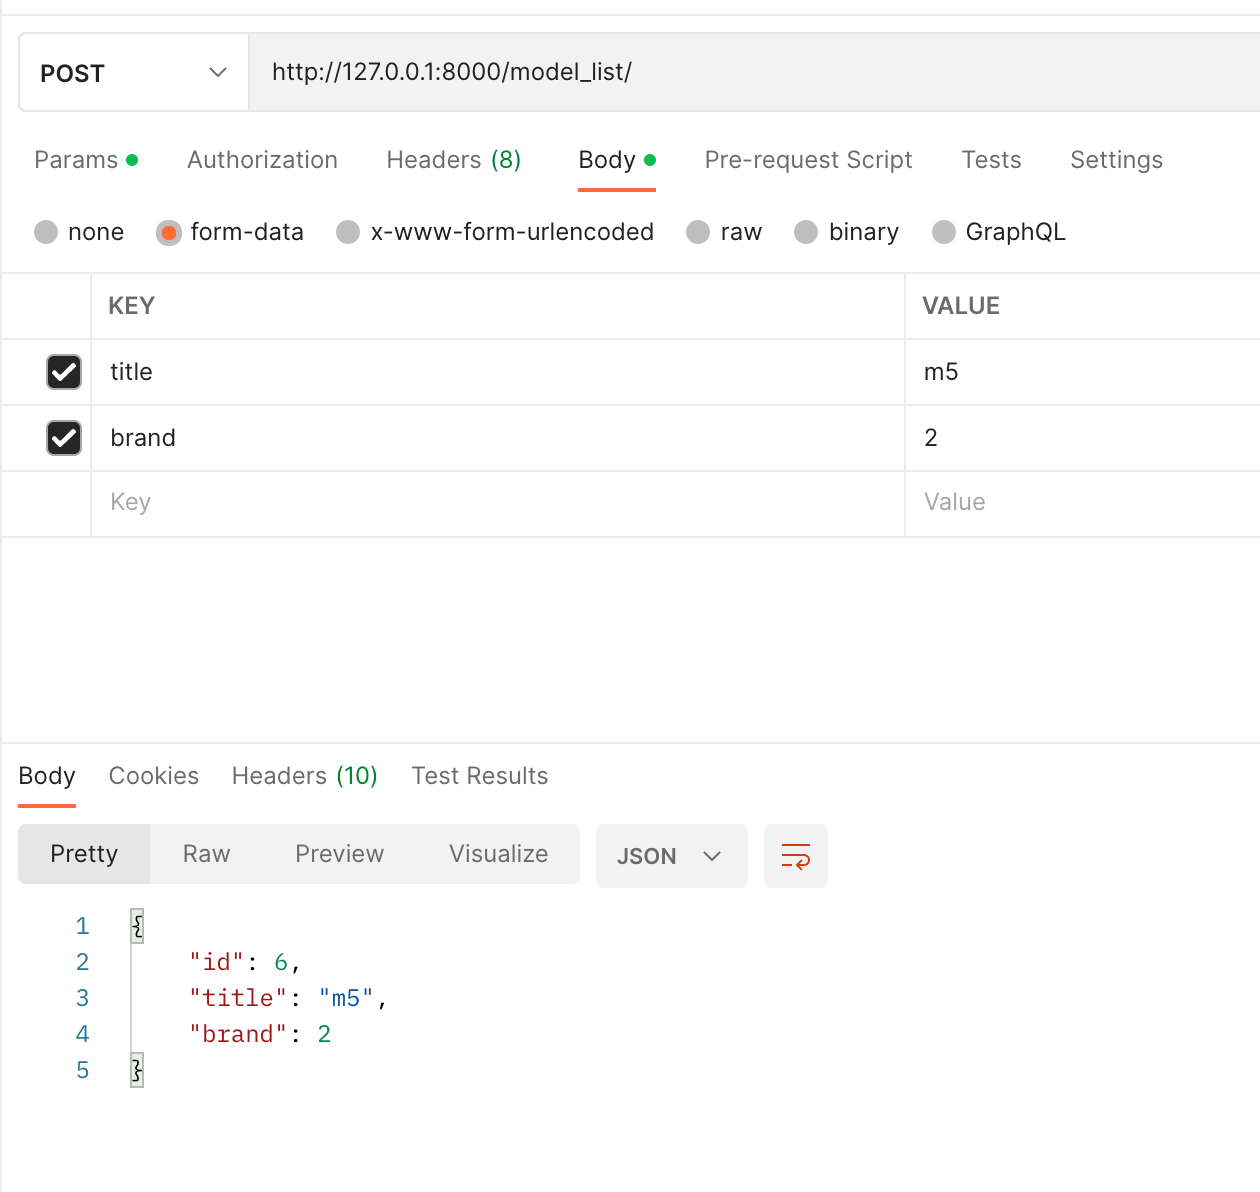 POST http://127.0.0.1:8000/model_list/
Params Authorization Headers (8) Body Pre-request Script Tests Settings
none form-data x-www-form-urlencoded raw binary GraphQL
KEY VALUE
title m5
brand 2
Key Value
Body Cookies Headers (10) Test Results
Pretty Raw Preview Visualize JSON
1 {
2 "id": 6,
3 "title": "m5",
4 "brand": 2
5 }